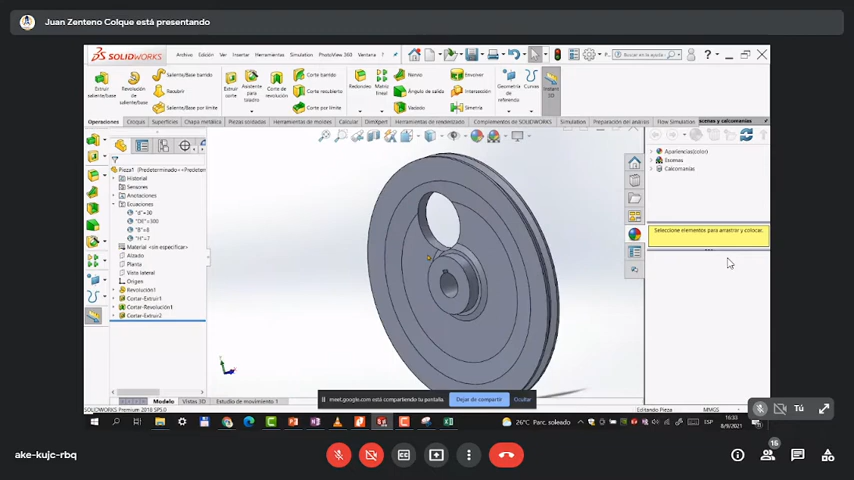 Juan Zenteno Colque está presentando
SOLIDWORKS
Archivo Edición Ver Insertar Herramientas Simulation PhotoView 360 Ventana
Extruir saliente/base
Revolución de saliente/base
Saliente/Base barrido
Recubrir
Saliente/Base por límite
Extruir corte
Asistente para taladro
Corte de revolución
Corte barrido
Corte recubierto
Corte por límite
Redondeo
Matriz lineal
Nervio
Ángulo de salida
Vaciado
Envolver
Intersección
Simetría
Geometría de referencia
Curvas
Instant 3D
Operaciones Croquis Superficies Chapa metálica Piezas soldadas Herramientas de moldes Calcular DimXpert Herramientas de renderizado Complementos de SOLIDWORKS Simulation Preparación del análisis Flow Simulation
Historial
Sensores
Anotaciones
Ecuaciones
"d"=30
"B"=8
"H"=7
Material <sin especificar>
Alzado
Planta
Vista lateral
Origen
Revolución1
Cortar-Extruir1
Cortar-Revolución1
Cortar-Extruir2
Apariencias(color)
Escenas
Calcomanías
Seleccione elementos para arrastrar y colocar.
Modelo Vistas 3D Estudio de movimiento 1
SOLIDWORKS Premium 2018 SP5.0
Editando Pieza MMGS
meet.google.com está compartiendo tu pantalla.
Dejar de compartir
Ocultar
Tú
26°C Parc. soleado
ESP
16:33
8/9/2021
ake-kujc-rbq
15